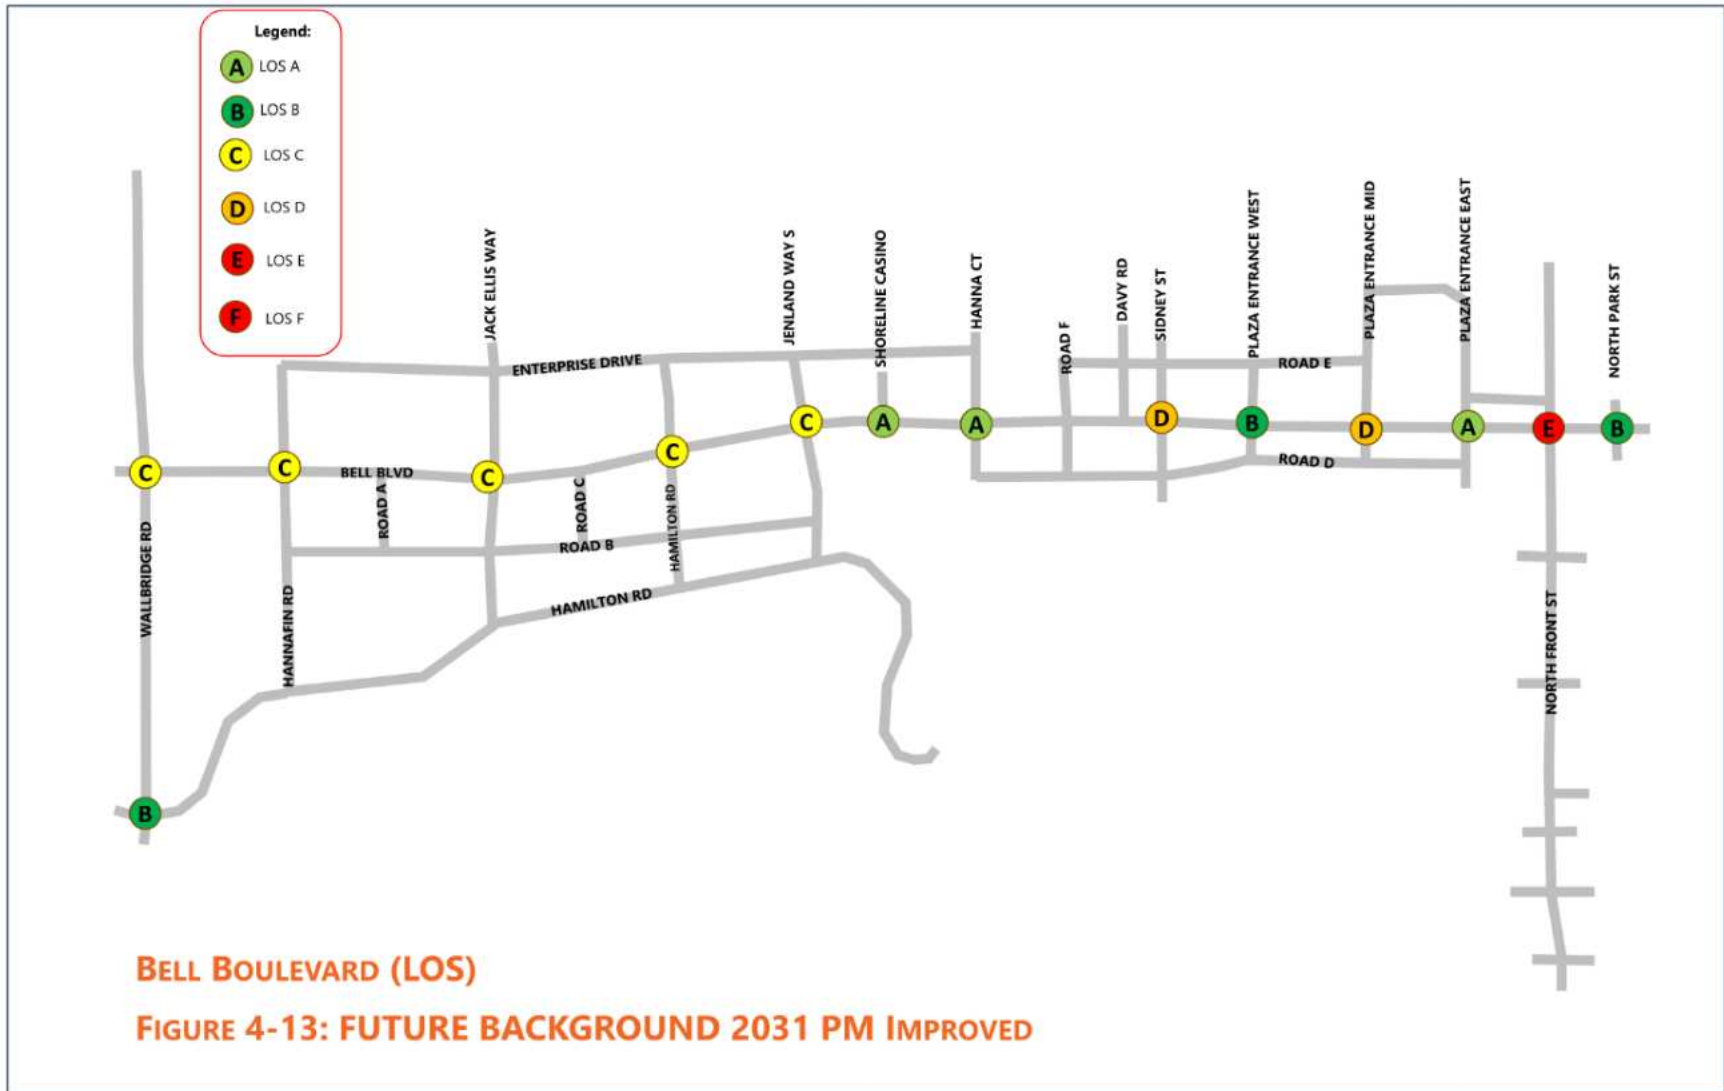 Legend:
A LOS A
B LOS B
C LOS C
D LOS D
E LOS E
F LOS F
JACK ELLIS WAY
JENLAND WAY S
SHORELINE CASINO
HANNA CT
ROAD F
DAVY RD
SIDNEY ST
PLAZA ENTRANCE WEST
PLAZA ENTRANCE MID
PLAZA ENTRANCE EAST
NORTH PARK ST
ENTERPRISE DRIVE
ROAD E
C
C
BELL BLVD
C
C
C
A
A
D
B
D
A
E
B
ROAD D
ROAD A
ROAD C
HAMILTON RD
ROAD B
WALLBRIDGE RD
HANNAFIN RD
HAMILTON RD
NORTH FRONT ST
B
BELL BOULEVARD (LOS)
FIGURE 4-13: FUTURE BACKGROUND 2031 PM IMPROVED